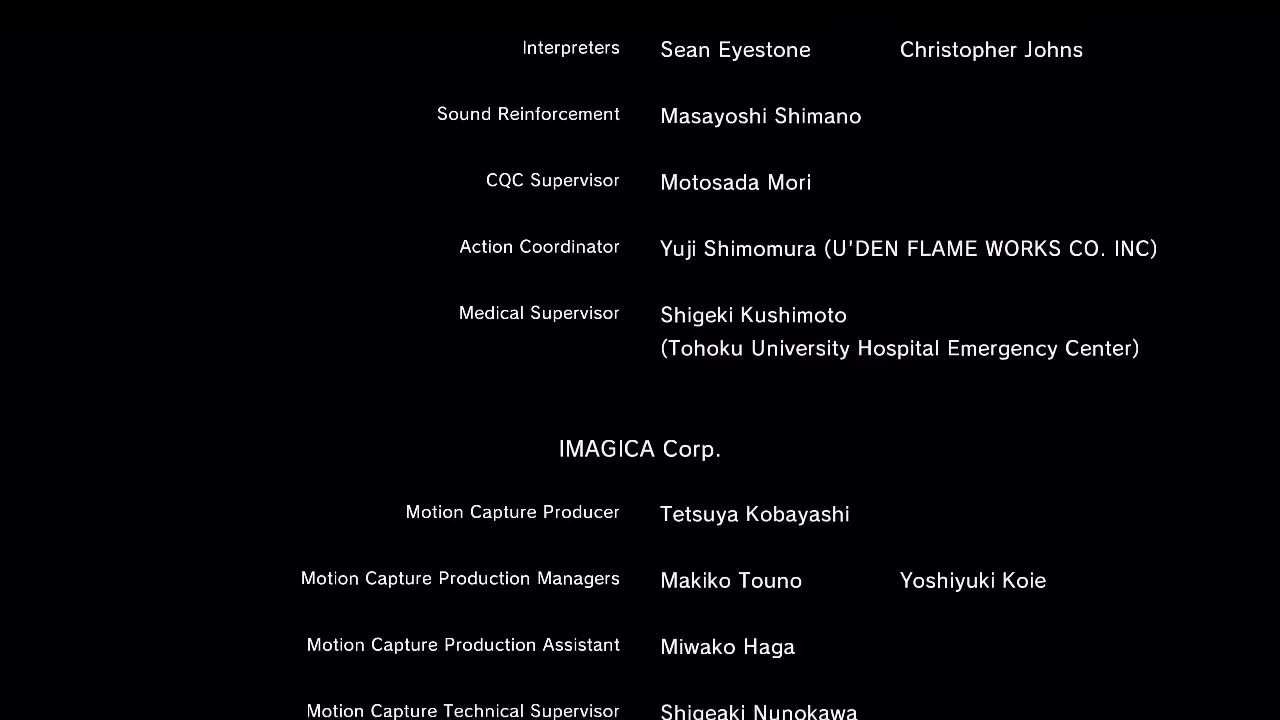 Interpreters Sean Eyestone Christopher Johns
Sound Reinforcement Masayoshi Shimano
CQC Supervisor Motosada Mori
Action Coordinator Yuji Shimomura (U'DEN FLAME WORKS CO. INC)
Medical Supervisor Shigeki Kushimoto
(Tohoku University Hospital Emergency Center)
IMAGICA Corp.
Motion Capture Producer Tetsuya Kobayashi
Motion Capture Production Managers Makiko Touno Yoshiyuki Koie
Motion Capture Production Assistant Miwako Haga
Motion Capture Technical Supervisor Shigeaki Nunokawa